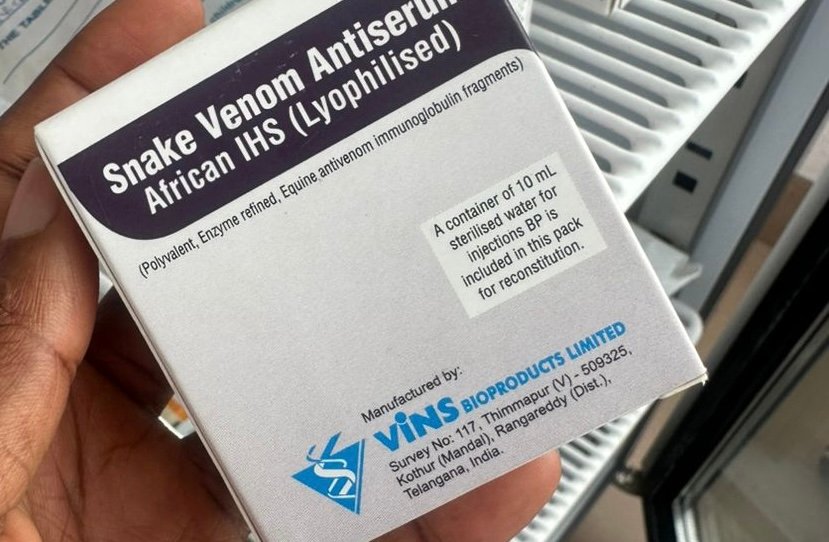 THE TABLE
Snake Venom Antiserum
African IHS (Lyophilised)
(Polyvalent, Enzyme refined, Equine antivenom immunoglobulin fragments)
A container of 10 mL
sterilised water for
injections BP is
included in this pack
for reconstitution.
Manufactured by:
ViNS BIOPRODUCTS LIMITED
Survey No: 117, Thimmapur (V) - 509325,
Kothur (Mandal), Rangareddy (Dist.),
Telangana, India.